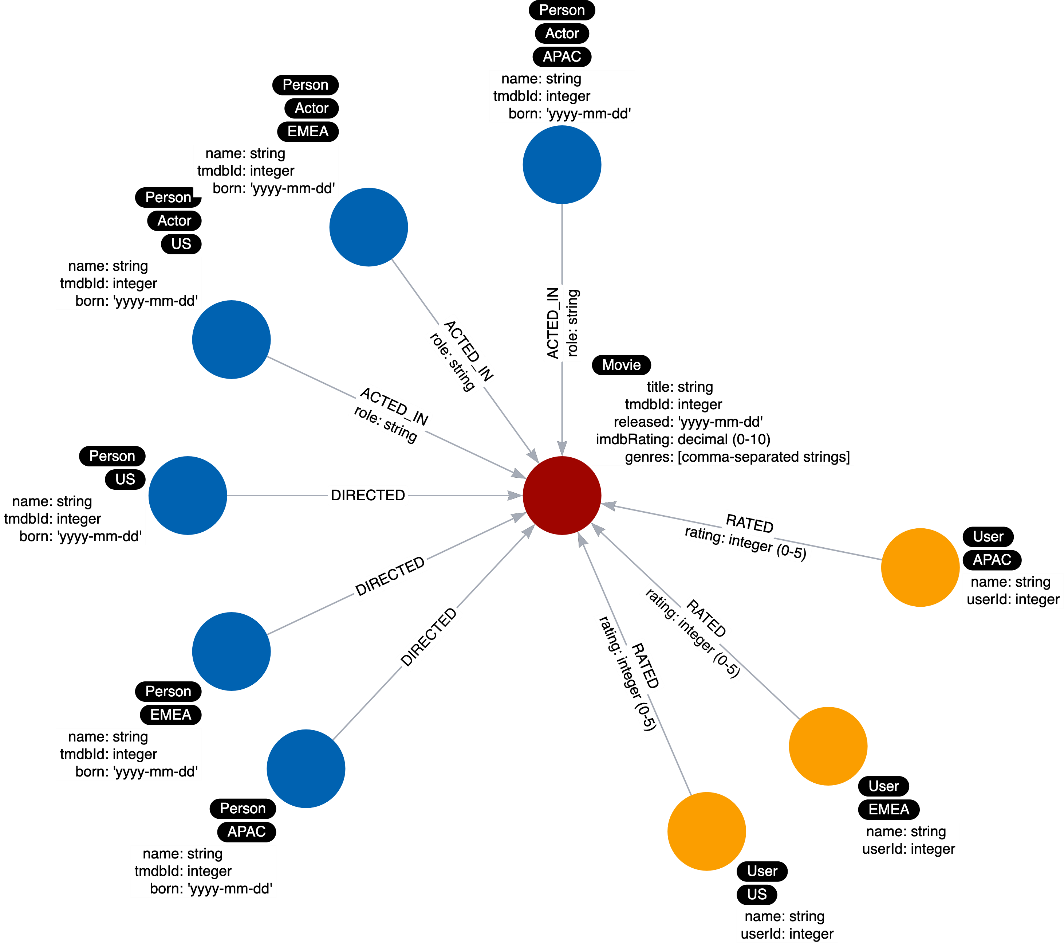 Person
Actor
APAC
name: string
tmdbId: integer
born: 'yyyy-mm-dd'
Person
Actor
EMEA
name: string
tmdbId: integer
born: 'yyyy-mm-dd'
Person
Actor
US
name: string
tmdbId: integer
born: 'yyyy-mm-dd'
ACTED_IN
role: string
ACTED_IN
role: string
ACTED_IN
role: string
Movie
title: string
tmdbId: integer
released: 'yyyy-mm-dd'
imdbRating: decimal (0-10)
genres: [comma-separated strings]
Person
US
name: string
tmdbId: integer
born: 'yyyy-mm-dd'
DIRECTED
DIRECTED
DIRECTED
RATED
rating: integer (0-5)
User
APAC
name: string
userId: integer
RATED
rating: integer (0-5)
RATED
rating: integer (0-5)
Person
EMEA
name: string
tmdbId: integer
born: 'yyyy-mm-dd'
Person
APAC
name: string
tmdbId: integer
born: 'yyyy-mm-dd'
User
EMEA
name: string
userId: integer
User
US
name: string
userId: integer